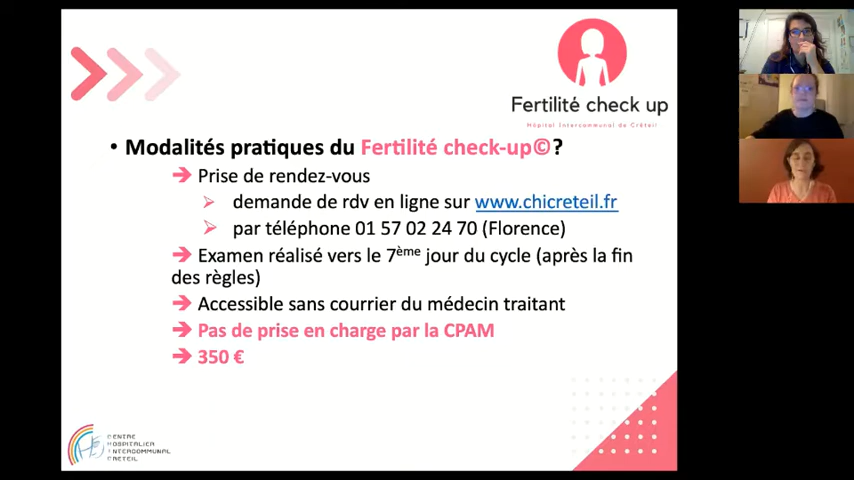 Fertilité check up
Hôpital Intercommunal de Créteil
• Modalités pratiques du Fertilité check-up©?
➔ Prise de rendez-vous
➢ demande de rdv en ligne sur www.chicreteil.fr
➢ par téléphone 01 57 02 24 70 (Florence)
➔ Examen réalisé vers le 7ème jour du cycle (après la fin
des règles)
➔ Accessible sans courrier du médecin traitant
➔ Pas de prise en charge par la CPAM
➔ 350 €
CENTRE
HOSPITALIER
INTERCOMMUNAL
CRETEIL